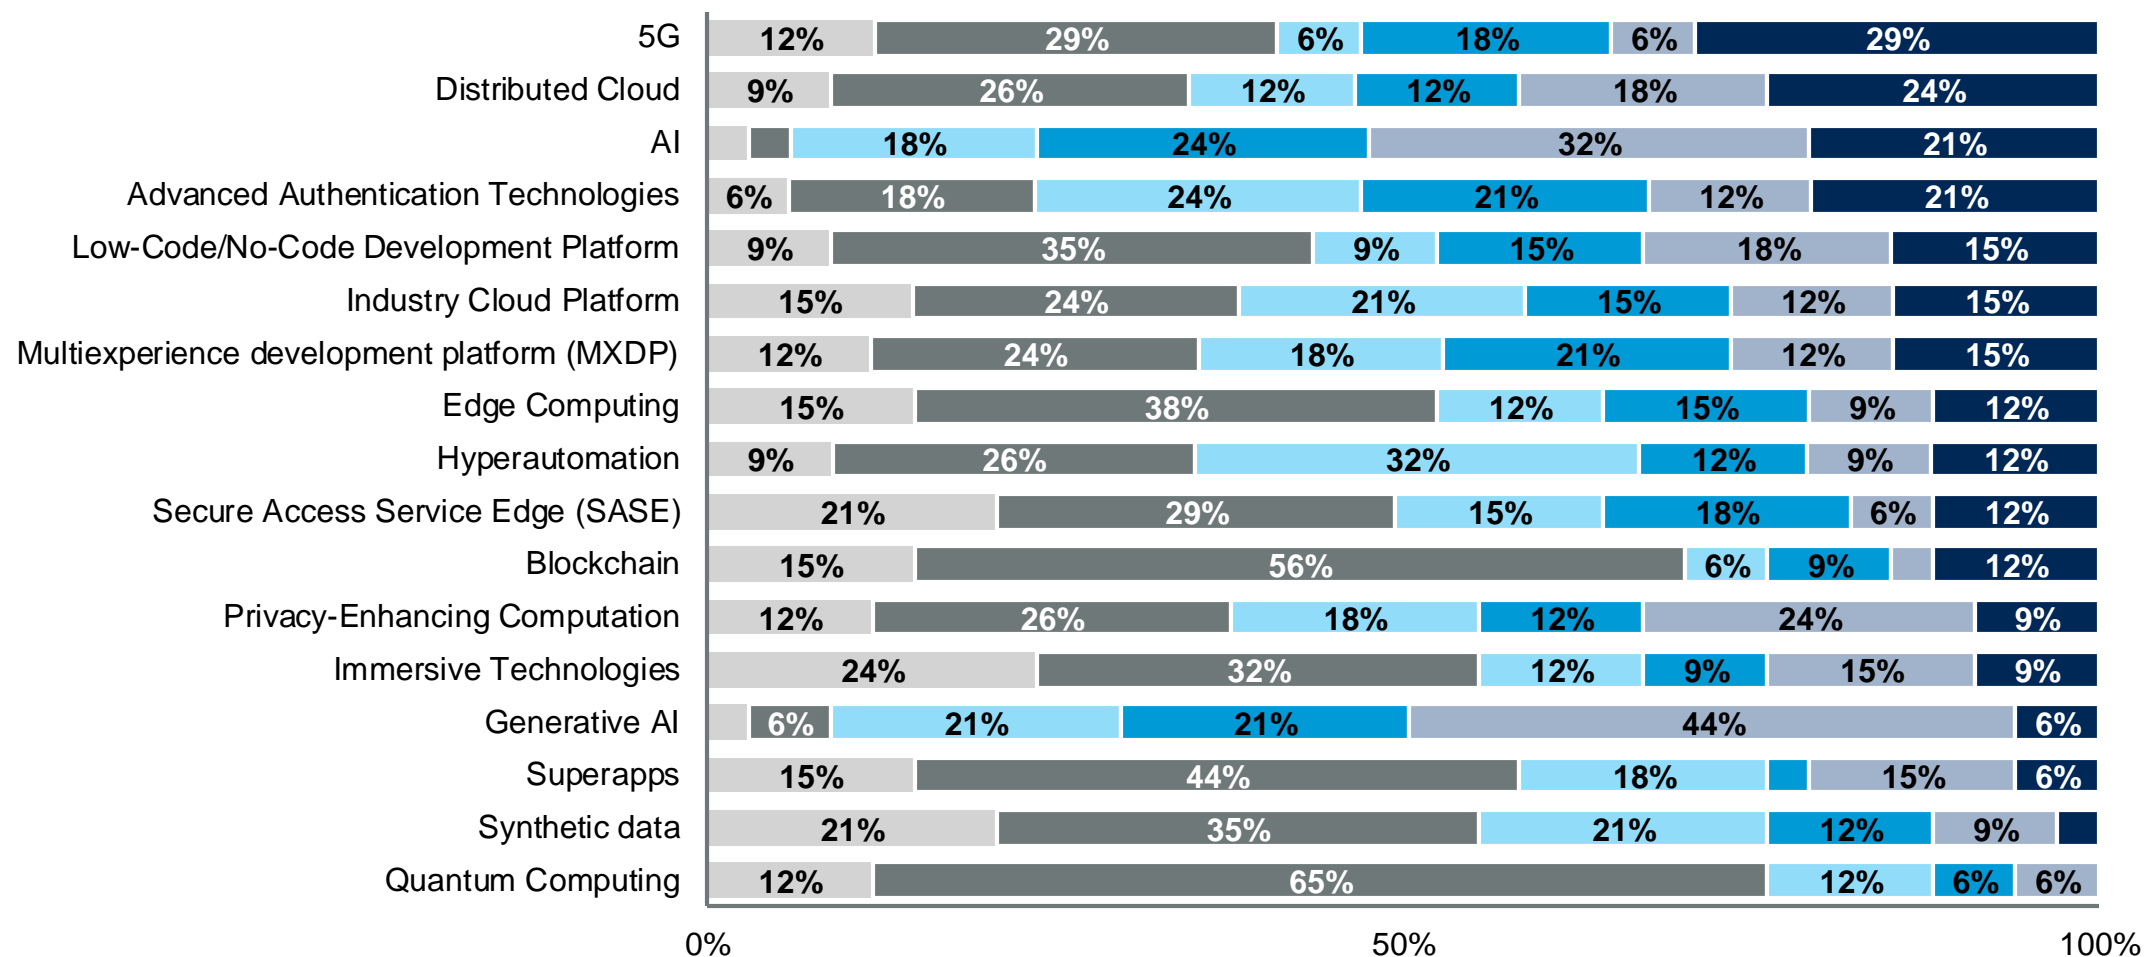 5G 12% 29% 6% 18% 6% 29%
Distributed Cloud 9% 26% 12% 12% 18% 24%
AI 18% 24% 32% 21%
Advanced Authentication Technologies 6% 18% 24% 21% 12% 21%
Low-Code/No-Code Development Platform 9% 35% 9% 15% 18% 15%
Industry Cloud Platform 15% 24% 21% 15% 12% 15%
Multiexperience development platform (MXDP) 12% 24% 18% 21% 12% 15%
Edge Computing 15% 38% 12% 15% 9% 12%
Hyperautomation 9% 26% 32% 12% 9% 12%
Secure Access Service Edge (SASE) 21% 29% 15% 18% 6% 12%
Blockchain 15% 56% 6% 9% 12%
Privacy-Enhancing Computation 12% 26% 18% 12% 24% 9%
Immersive Technologies 24% 32% 12% 9% 15% 9%
Generative AI 6% 21% 21% 44% 6%
Superapps 15% 44% 18% 15% 6%
Synthetic data 21% 35% 21% 12% 9%
Quantum Computing 12% 65% 12% 6% 6%
0% 50% 100%